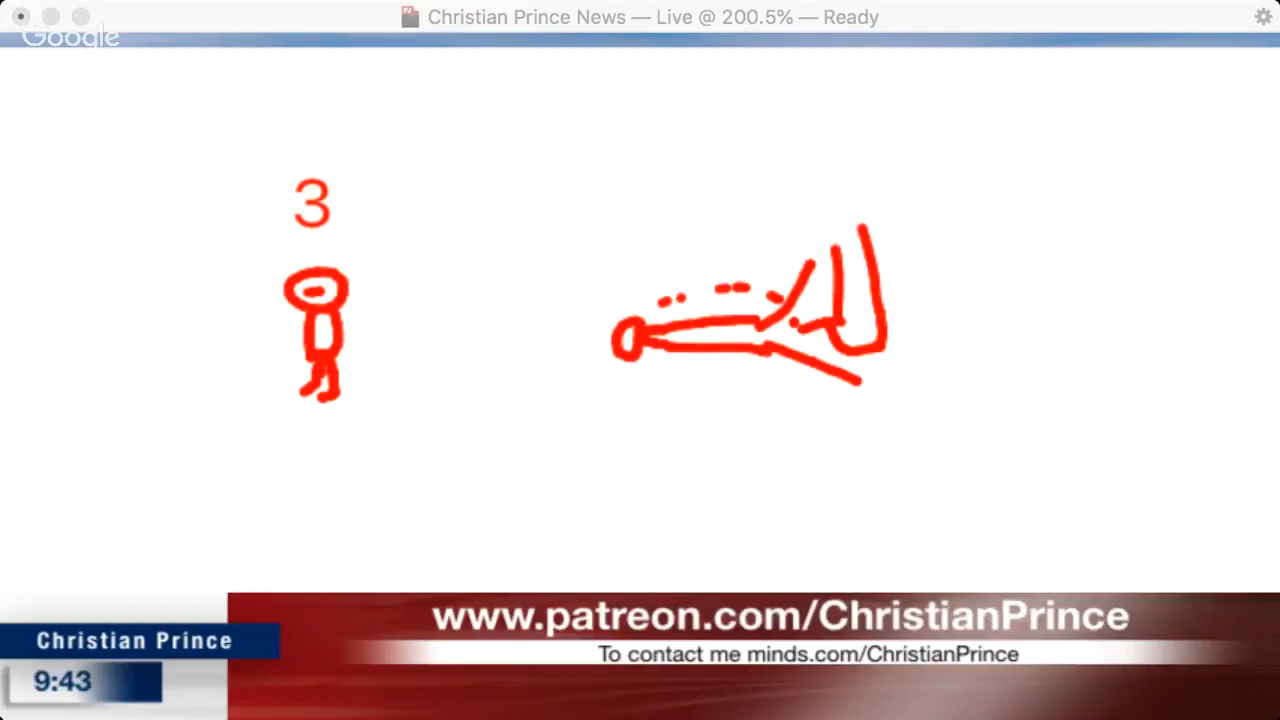 Christian Prince News — Live @ 200.5% — Ready
Google
3
www.patreon.com/ChristianPrince
Christian Prince
To contact me minds.com/ChristianPrince
9:43